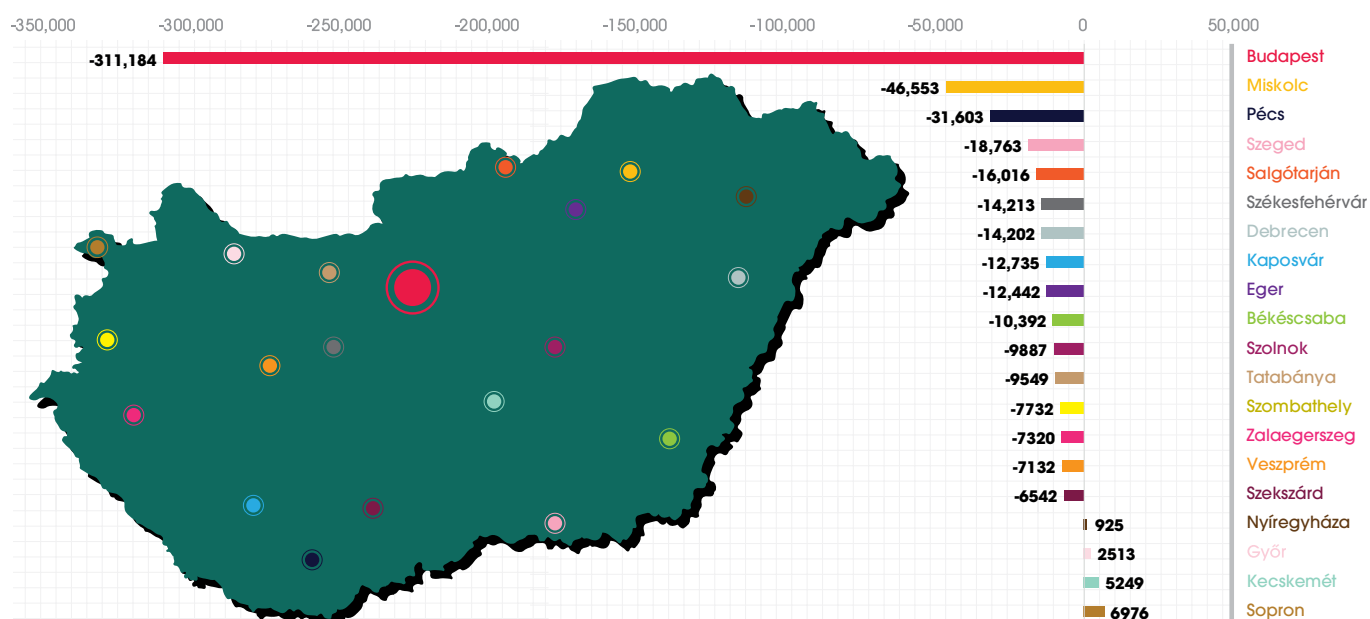 -350,000 -300,000 -250,000 -200,000 -150,000 -100,000 -50,000 0 50,000
-311,184 Budapest
-46,553 Miskolc
-31,603 Pécs
-18,763 Szeged
-16,016 Salgótarján
-14,213 Székesfehérvár
-14,202 Debrecen
-12,735 Kaposvár
-12,442 Eger
-10,392 Békéscsaba
-9887 Szolnok
-9549 Tatabánya
-7732 Szombathely
-7320 Zalaegerszeg
-7132 Veszprém
-6542 Szekszárd
925 Nyíregyháza
2513 Győr
5249 Kecskemét
6976 Sopron